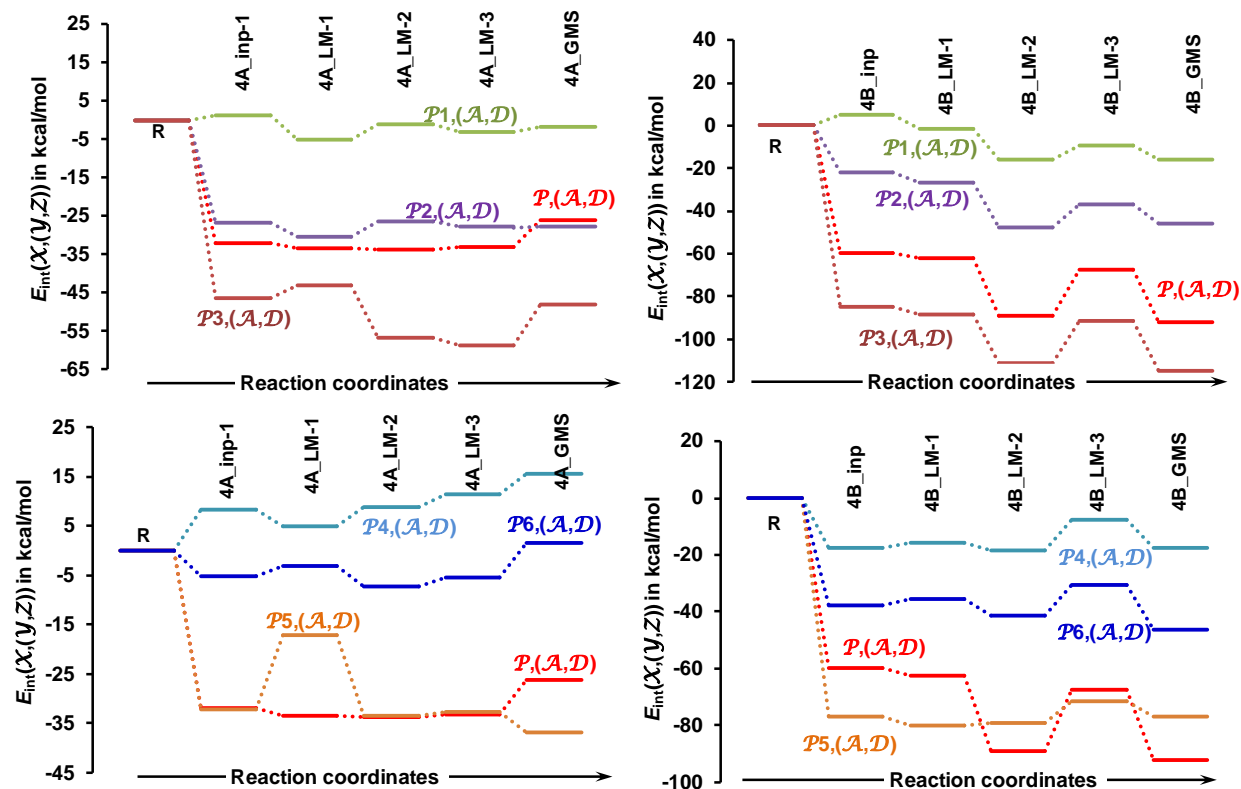 25
15
5
-5
-15
-25
-35
-45
-55
-65
E_int(𝒳,(𝒴,𝒵)) in kcal/mol
4A_inp-1
4A_LM-1
4A_LM-2
4A_LM-3
4A_GMS
R
𝒫1,(𝒜,𝒟)
𝒫2,(𝒜,𝒟)
𝒫,(𝒜,𝒟)
𝒫3,(𝒜,𝒟)
Reaction coordinates
40
20
0
-20
-40
-60
-80
-100
-120
E_int(𝒳,(𝒴,𝒵)) in kcal/mol
4B_inp
4B_LM-1
4B_LM-2
4B_LM-3
4B_GMS
R
𝒫1,(𝒜,𝒟)
𝒫2,(𝒜,𝒟)
𝒫,(𝒜,𝒟)
𝒫3,(𝒜,𝒟)
Reaction coordinates
25
15
5
-5
-15
-25
-35
-45
E_int(𝒳,(𝒴,𝒵)) in kcal/mol
4A_inp-1
4A_LM-1
4A_LM-2
4A_LM-3
4A_GMS
R
𝒫4,(𝒜,𝒟)
𝒫6,(𝒜,𝒟)
𝒫5,(𝒜,𝒟)
𝒫,(𝒜,𝒟)
Reaction coordinates
20
0
-20
-40
-60
-80
-100
E_int(𝒳,(𝒴,𝒵)) in kcal/mol
4B_inp
4B_LM-1
4B_LM-2
4B_LM-3
4B_GMS
R
𝒫4,(𝒜,𝒟)
𝒫6,(𝒜,𝒟)
𝒫,(𝒜,𝒟)
𝒫5,(𝒜,𝒟)
Reaction coordinates